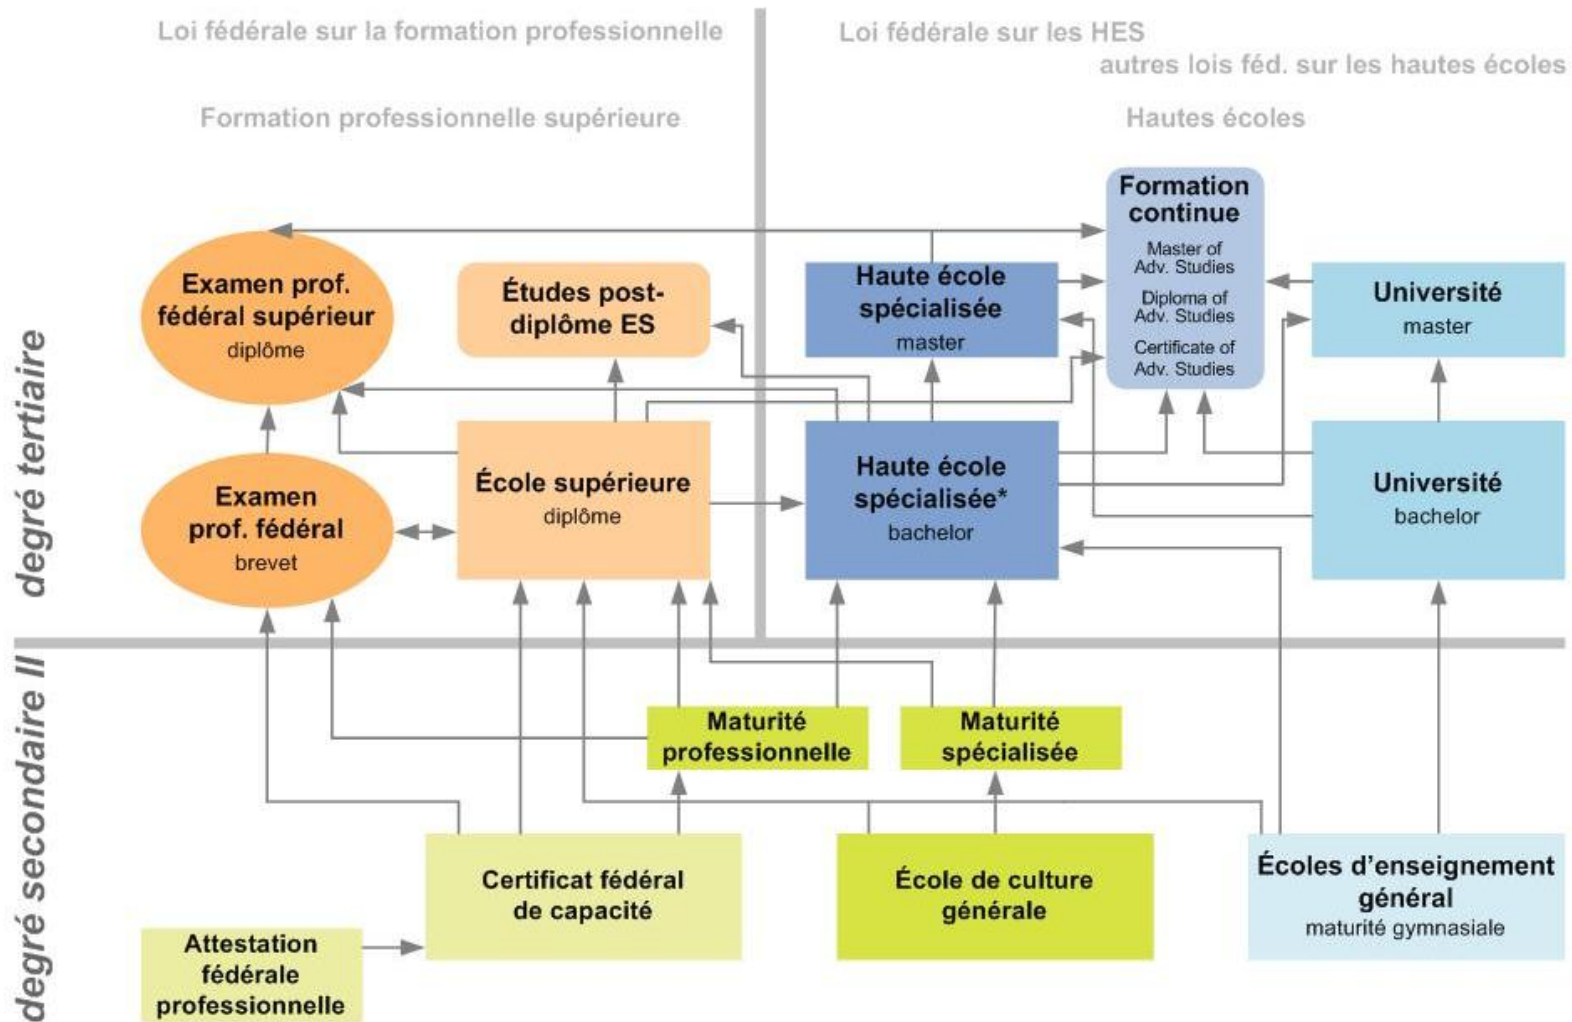 Loi fédérale sur la formation professionnelle
Loi fédérale sur les HES
autres lois féd. sur les hautes écoles
Formation professionnelle supérieure
Hautes écoles
degré tertiaire
Formation
continue
Master of
Adv. Studies
Diploma of
Adv. Studies
Certificate of
Adv. Studies
Examen prof.
fédéral supérieur
diplôme
Études post-
diplôme ES
Haute école
spécialisée
master
Université
master
Examen
prof. fédéral
brevet
École supérieure
diplôme
Haute école
spécialisée*
bachelor
Université
bachelor
degré secondaire II
Maturité
professionnelle
Maturité
spécialisée
Certificat fédéral
de capacité
École de culture
générale
Écoles d’enseignement
général
maturité gymnasiale
Attestation
fédérale
professionnelle